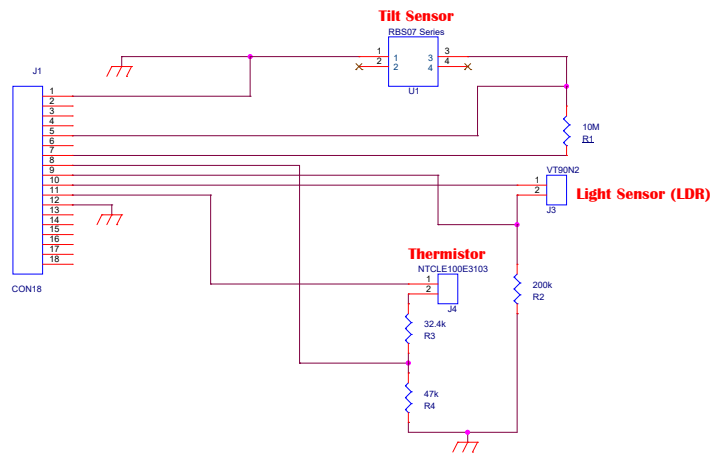 Tilt Sensor
RBS07 Series
J1
1
2
3
4
5
6
7
8
9
10
11
12
13
14
15
16
17
18
CON18
1
2
1
2
3
4
3
4
U1
10M
R1
VT90N2
1
2
J3
Light Sensor (LDR)
Thermistor
NTCLE100E3103
1
2
J4
200k
R2
32.4k
R3
47k
R4